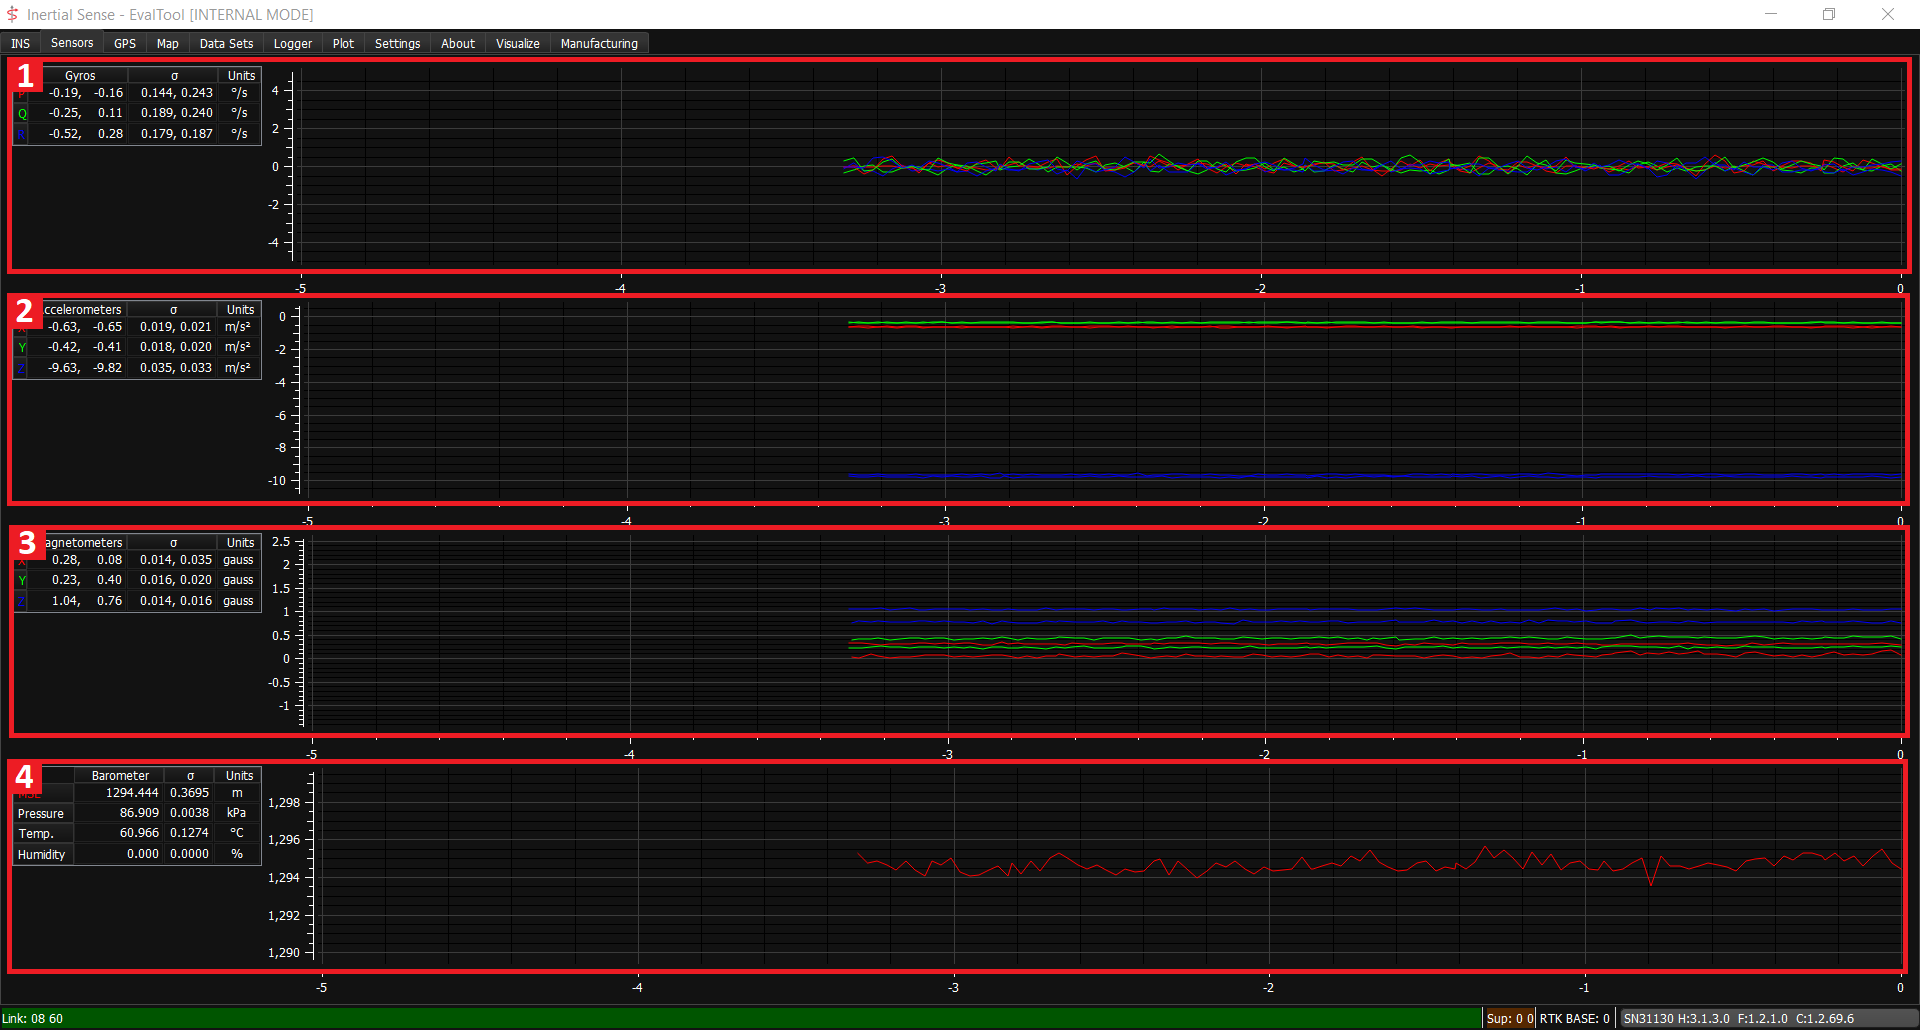 Inertial Sense - EvalTool [INTERNAL MODE]
INS Sensors GPS Map Data Sets Logger Plot Settings About Visualize Manufacturing
1 Gyros σ Units
P -0.19, -0.16 0.144, 0.243 °/s
Q -0.25, 0.11 0.189, 0.240 °/s
R -0.52, 0.28 0.179, 0.187 °/s
4
2
0
-2
-4
-5 -4 -3 -2 -1 0
2 ccelerometers σ Units
-0.63, -0.65 0.019, 0.021 m/s²
Y -0.42, -0.41 0.018, 0.020 m/s²
Z -9.63, -9.82 0.035, 0.033 m/s²
0
-2
-4
-6
-8
-10
-5 -4 -3 -2 -1 0
3 agnetometers σ Units
X 0.28, 0.08 0.014, 0.035 gauss
Y 0.23, 0.40 0.016, 0.020 gauss
1.04, 0.76 0.014, 0.016 gauss
2.5
2
1.5
1
0.5
0
-0.5
-1
-5 -4 -3 -2 -1 0
4 Barometer σ Units
MSL 1294.444 0.3695 m
Pressure 86.909 0.0038 kPa
Temp. 60.966 0.1274 °C
Humidity 0.000 0.0000 %
1,298
1,296
1,294
1,292
1,290
-5 -4 -3 -2 -1 0
Link: 08 60 Sup: 0 0 RTK BASE: 0 SN31130 H:3.1.3.0 F:1.2.1.0 C:1.2.69.6